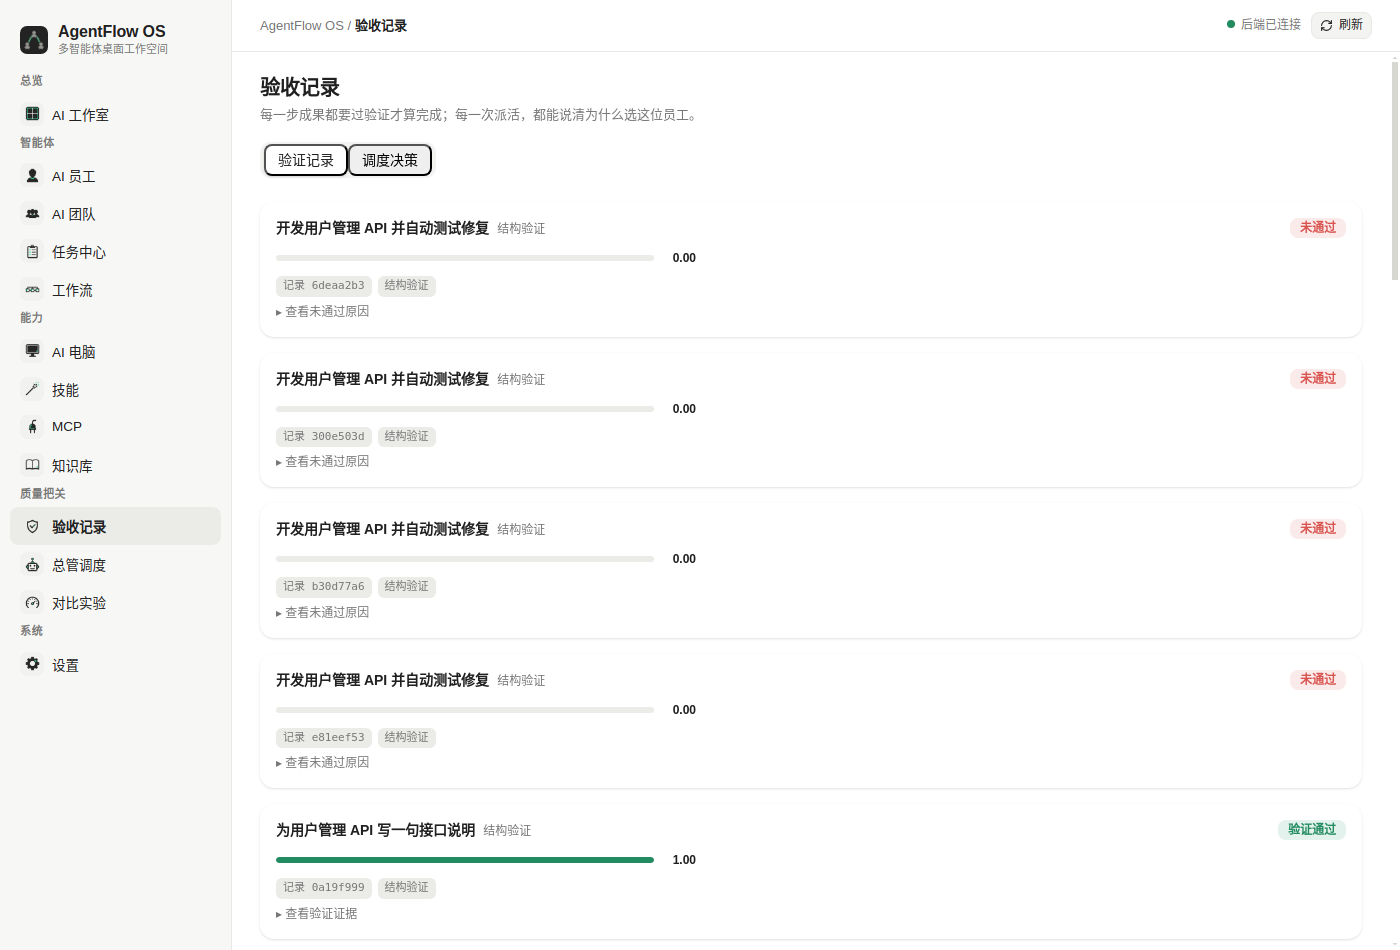 AgentFlow OS
多智能体桌面工作空间
总览
AI 工作室
智能体
AI 员工
AI 团队
任务中心
工作流
能力
AI 电脑
技能
MCP
知识库
质量把关
验收记录
总管调度
对比实验
系统
设置
AgentFlow OS / 验收记录
后端已连接
刷新
验收记录
每一步成果都要过验证才算完成；每一次派活，都能说清为什么选这位员工。
验证记录 调度决策
开发用户管理 API 并自动测试修复 结构验证 未通过
0.00
记录 6deaa2b3 结构验证
▸ 查看未通过原因
开发用户管理 API 并自动测试修复 结构验证 未通过
0.00
记录 300e503d 结构验证
▸ 查看未通过原因
开发用户管理 API 并自动测试修复 结构验证 未通过
0.00
记录 b30d77a6 结构验证
▸ 查看未通过原因
开发用户管理 API 并自动测试修复 结构验证 未通过
0.00
记录 e81eef53 结构验证
▸ 查看未通过原因
为用户管理 API 写一句接口说明 结构验证 验证通过
1.00
记录 0a19f999 结构验证
▸ 查看验证证据